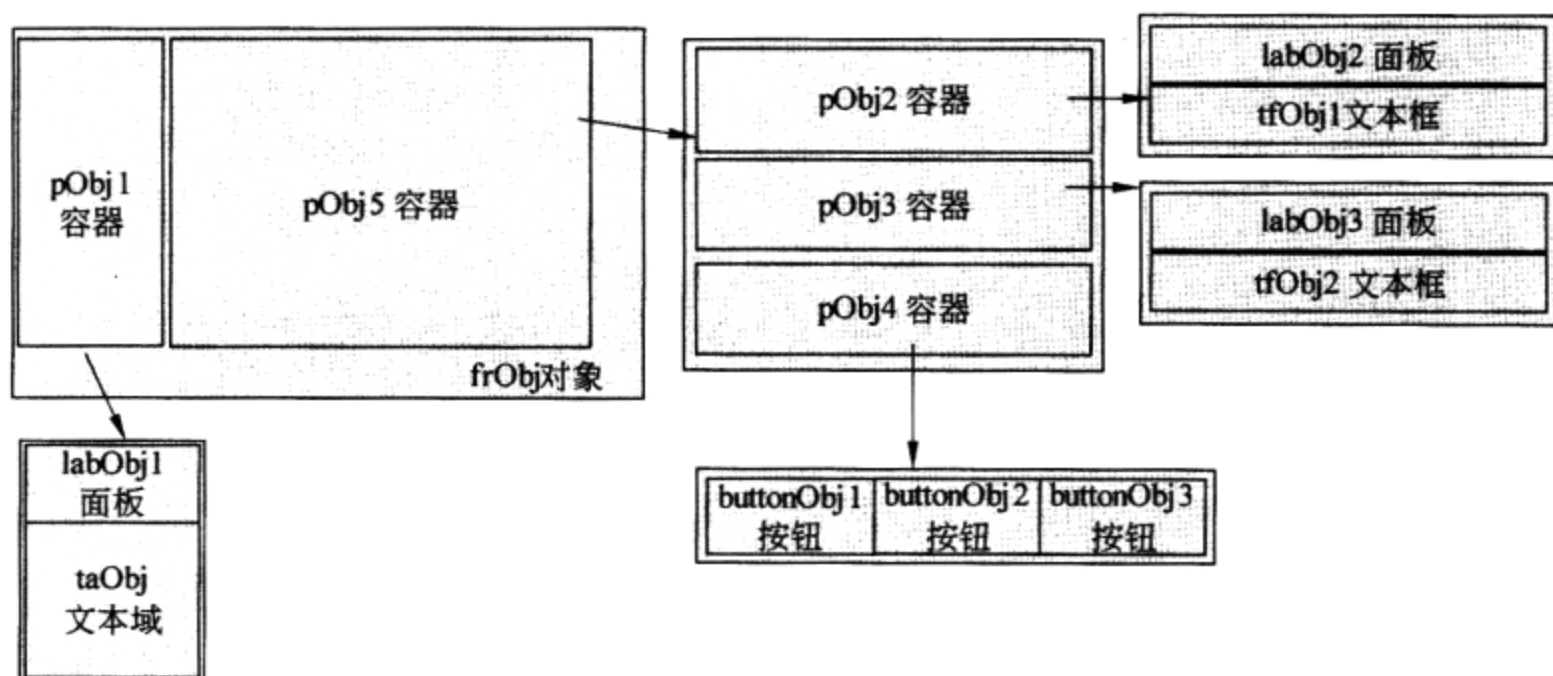 pObj1
容器
pObj5 容器
frObj对象
pObj2 容器
pObj3 容器
pObj4 容器
labObj2 面板
tfObj1文本框
labObj3 面板
tfObj2 文本框
labObj1
面板
taObj
文本域
buttonObj1
按钮
buttonObj2
按钮
buttonObj3
按钮